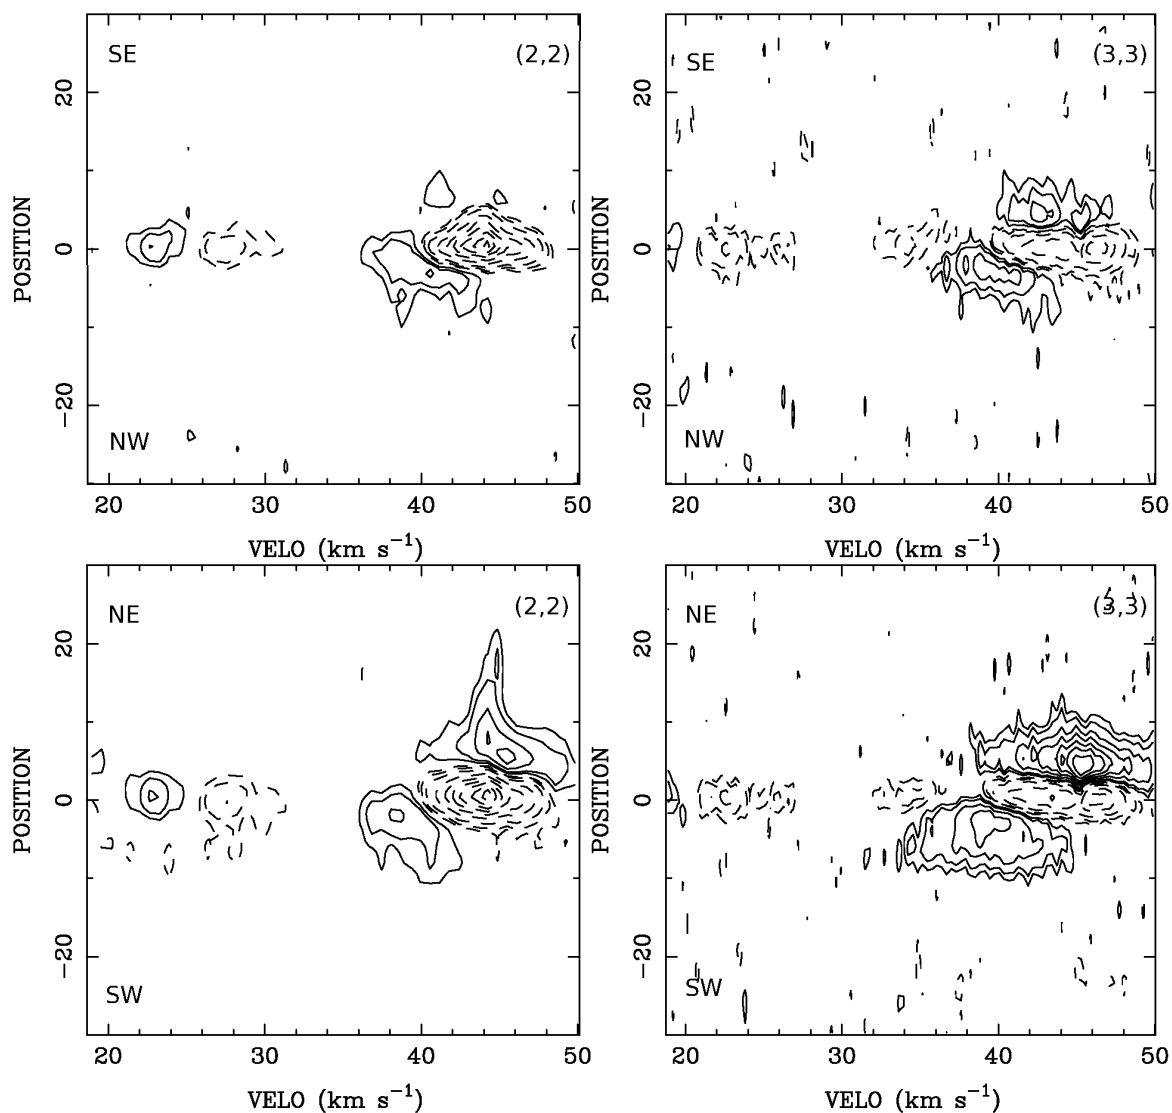 SE (2,2)
20
0
−20
POSITION
NW
20 30 40 50
VELO (km s−1)
SE (3,3)
20
0
−20
POSITION
NW
20 30 40 50
VELO (km s−1)
NE (2,2)
20
0
−20
POSITION
SW
20 30 40 50
VELO (km s−1)
NE (3,3)
20
0
−20
POSITION
SW
20 30 40 50
VELO (km s−1)